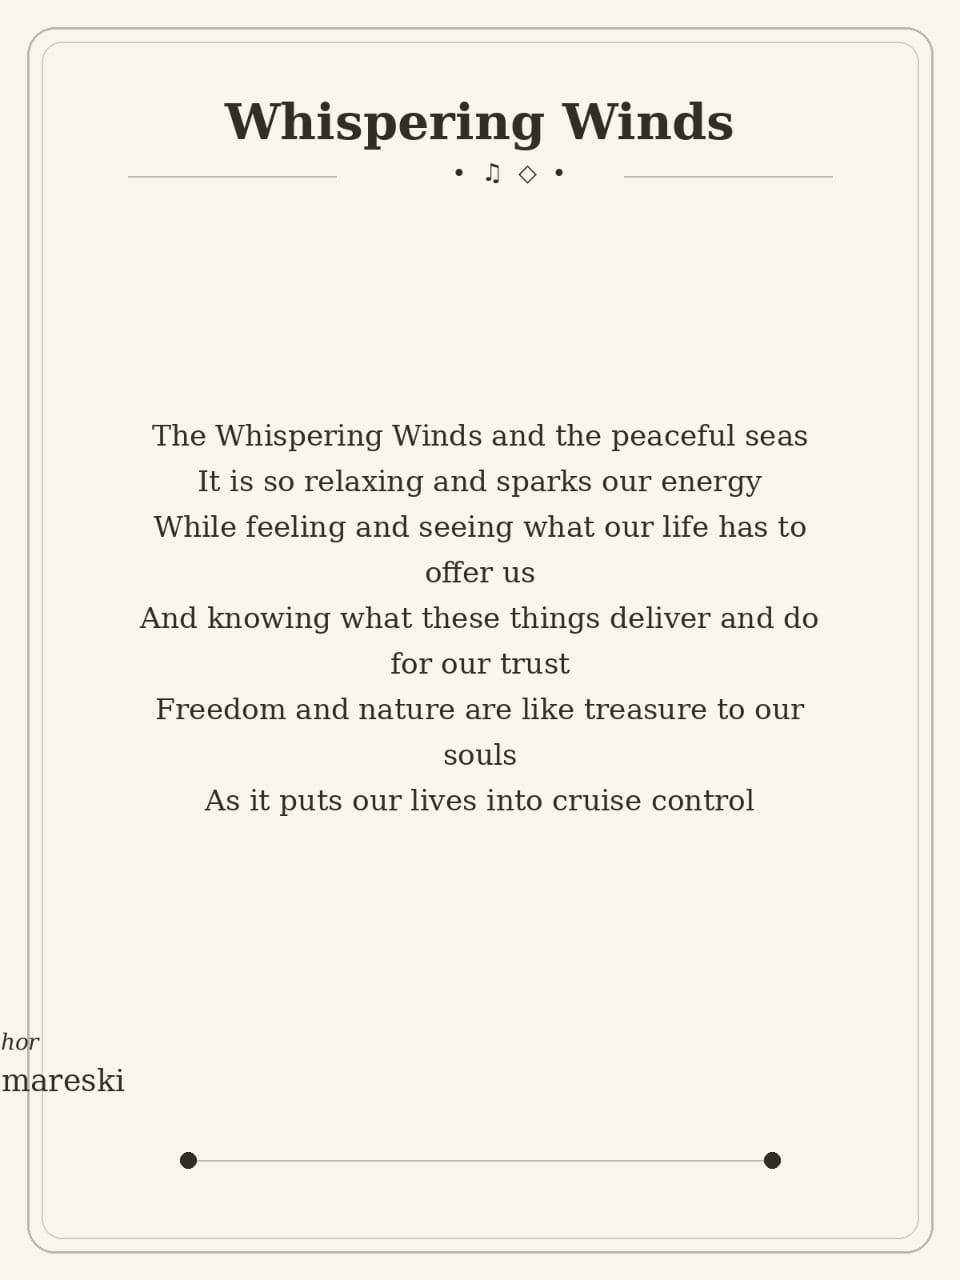 Whispering Winds
• ♫ ◇ •
The Whispering Winds and the peaceful seas
It is so relaxing and sparks our energy
While feeling and seeing what our life has to
offer us
And knowing what these things deliver and do
for our trust
Freedom and nature are like treasure to our
souls
As it puts our lives into cruise control
hor
mareski